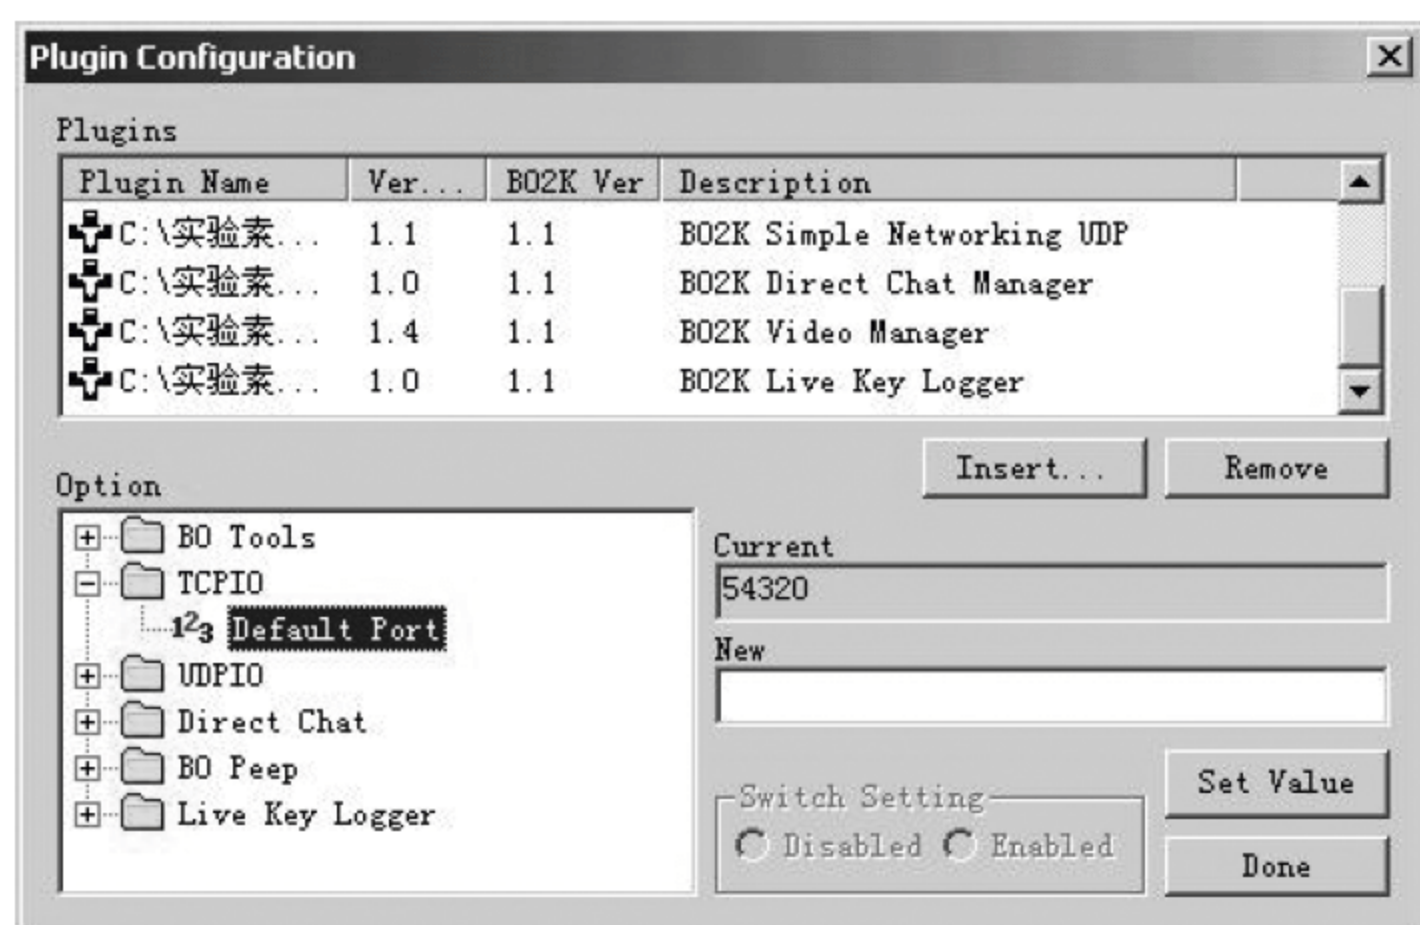 Plugin Configuration
Plugins
Plugin Name Ver... BO2K Ver Description
C:\实验素... 1.1 1.1 BO2K Simple Networking UDP
C:\实验素... 1.0 1.1 BO2K Direct Chat Manager
C:\实验素... 1.4 1.1 BO2K Video Manager
C:\实验素... 1.0 1.1 BO2K Live Key Logger
Insert... Remove
Option
BO Tools
TCPIO
123 Default Port
UDPIO
Direct Chat
BO Peep
Live Key Logger
Current
54320
New
Set Value
Switch Setting
Disabled Enabled
Done